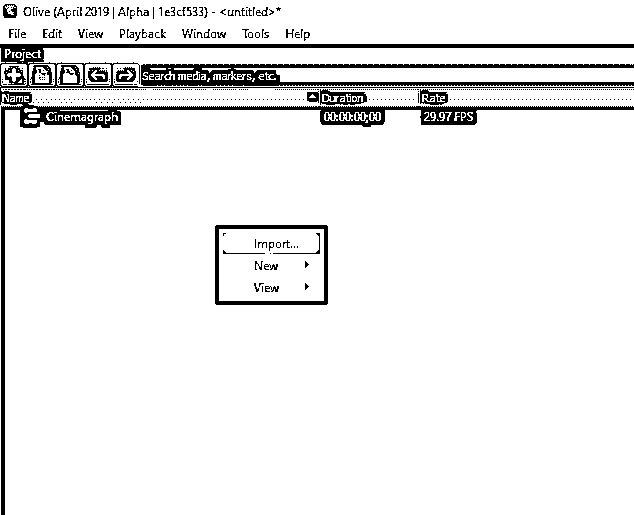 Olive (April 2019 | Alpha | 1e3cf533) - <untitled>*
File Edit View Playback Window Tools Help
Project
Search media, markers, etc.
Name Duration Rate
Cinemagraph 00:00:00;00 29.97 FPS
Import...
New
View